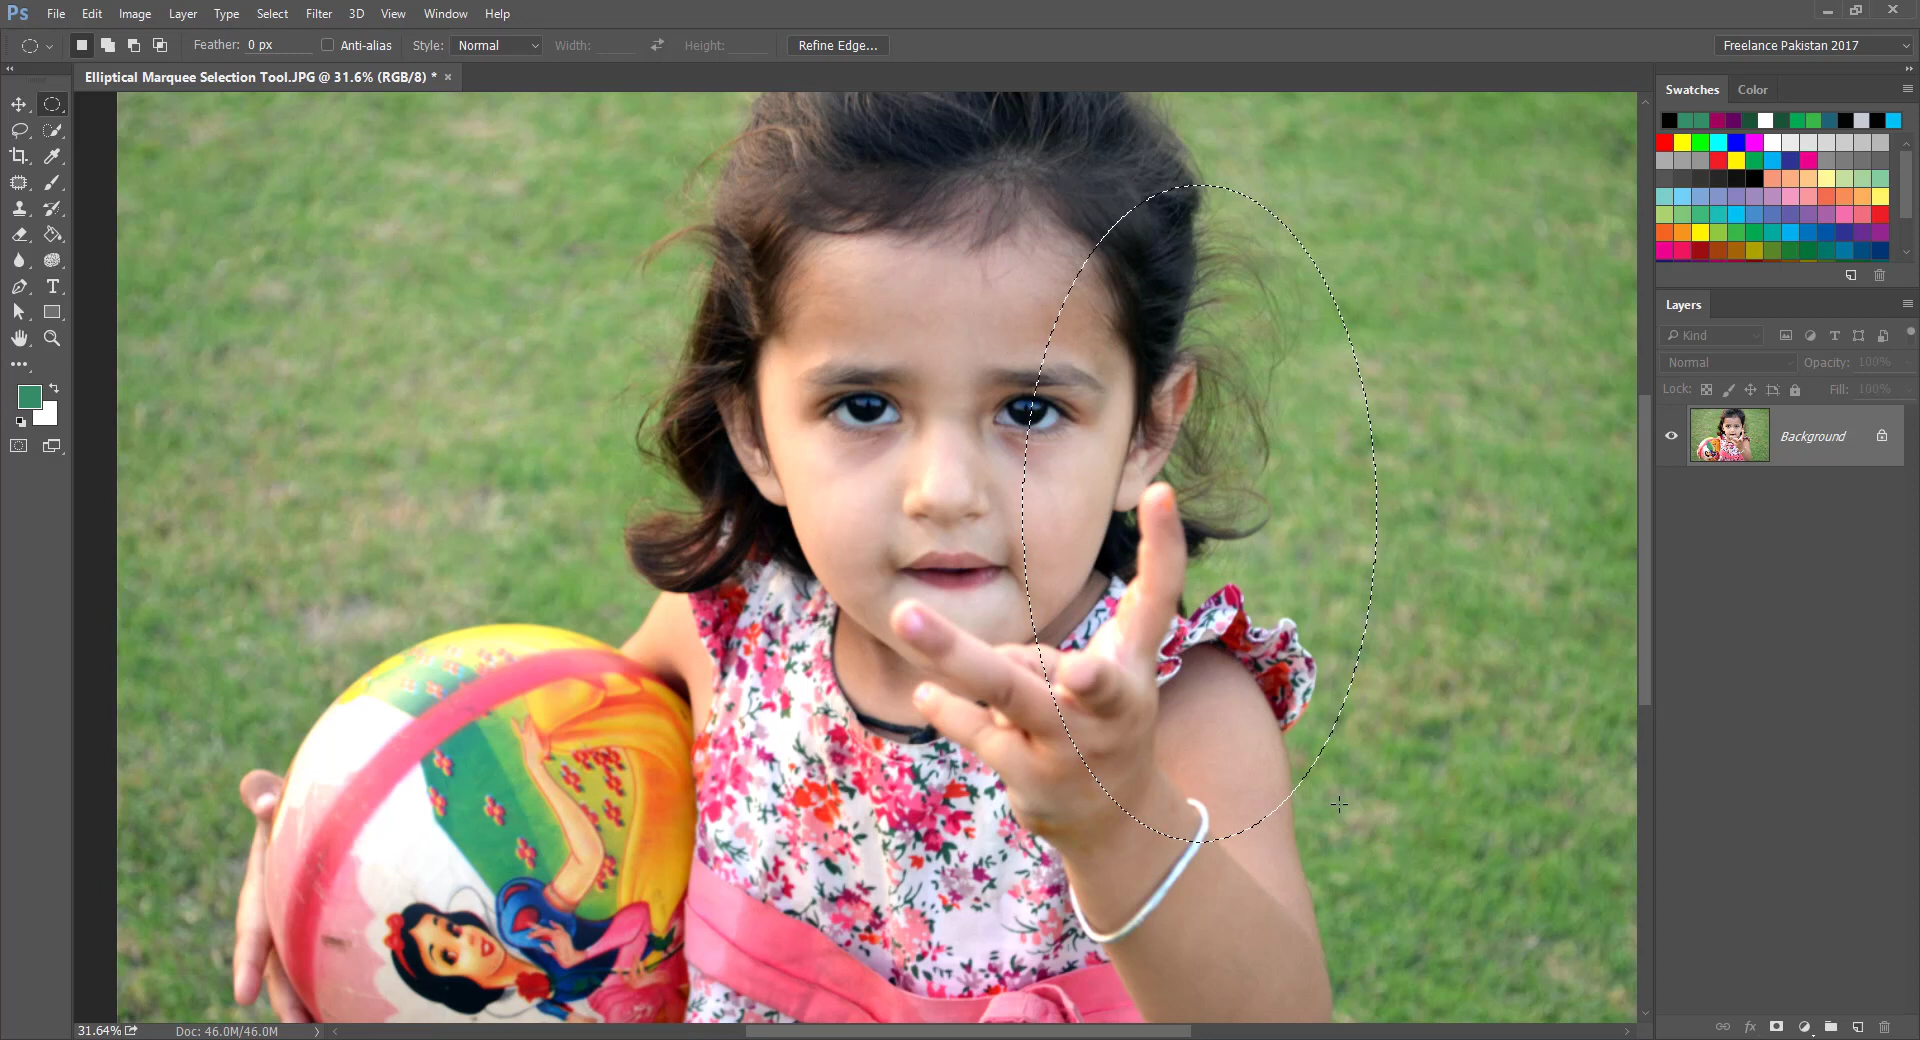 Ps File Edit Image Layer Type Select Filter 3D View Window Help
Feather: 0 px Anti-alias Style: Normal Width: Height: Refine Edge... Freelance Pakistan 2017
Elliptical Marquee Selection Tool.JPG @ 31.6% (RGB/8) * ×
Swatches Color
Layers
Kind
Normal Opacity: 100%
Lock: Fill: 100%
Background
31.64% Doc: 46.0M/46.0M
fx